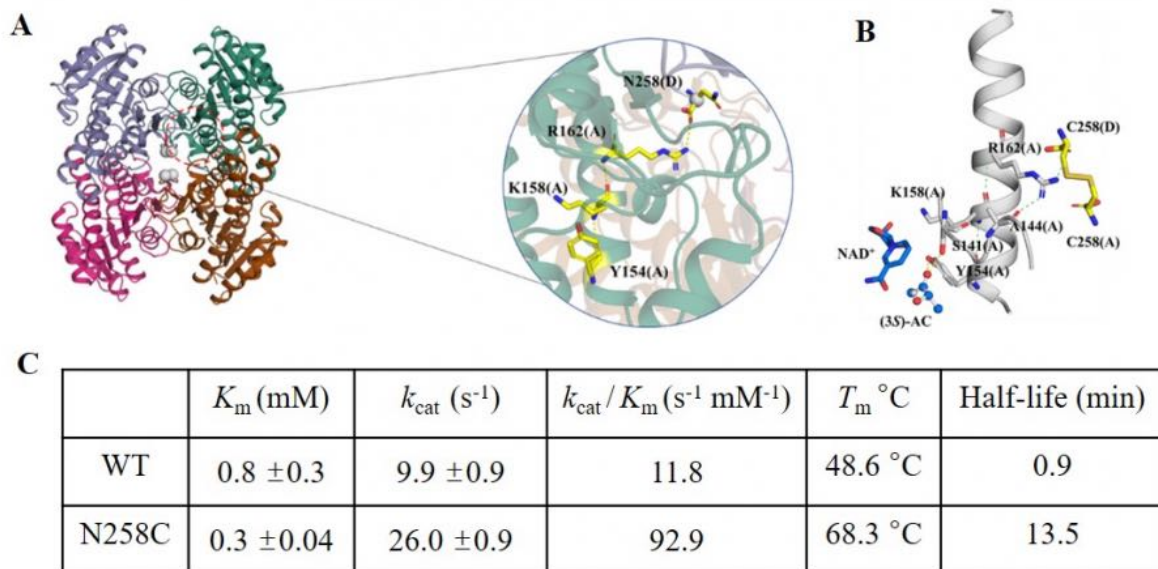 A
B
N258(D)
R162(A)
K158(A)
Y154(A)
C258(D)
R162(A)
K158(A)
A144(A)
S141(A)
C258(A)
NAD⁺
Y154(A)
(3S)-AC
C
Kₘ (mM) k_cat (s⁻¹) k_cat / Kₘ (s⁻¹ mM⁻¹) Tₘ °C Half-life (min)
WT 0.8 ±0.3 9.9 ±0.9 11.8 48.6 °C 0.9
N258C 0.3 ±0.04 26.0 ±0.9 92.9 68.3 °C 13.5